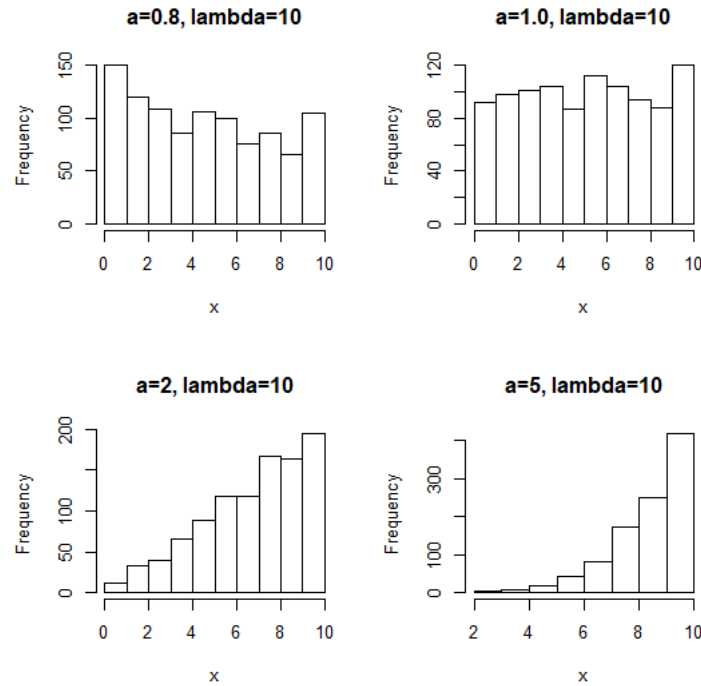 a=0.8, lambda=10
Frequency
0 50 100 150
0 2 4 6 8 10
x
a=1.0, lambda=10
Frequency
0 40 80 120
0 2 4 6 8 10
x
a=2, lambda=10
Frequency
0 50 100 200
0 2 4 6 8 10
x
a=5, lambda=10
Frequency
0 100 300
2 4 6 8 10
x